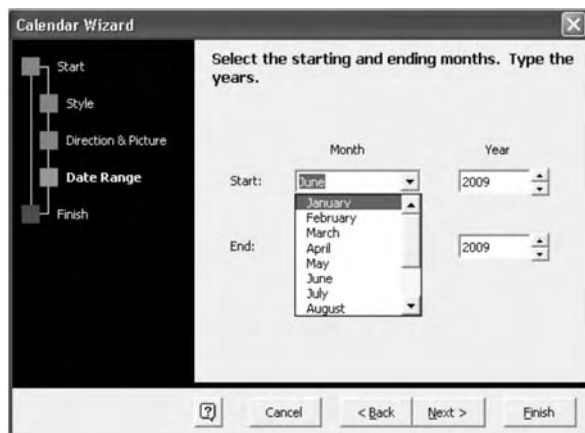 Calendar Wizard
Start
Style
Direction & Picture
Date Range
Finish
Select the starting and ending months. Type the
years.
Month Year
Start: June 2009
January
February
March
April
May
June
July
August
End: 2009
? Cancel < Back Next > Finish